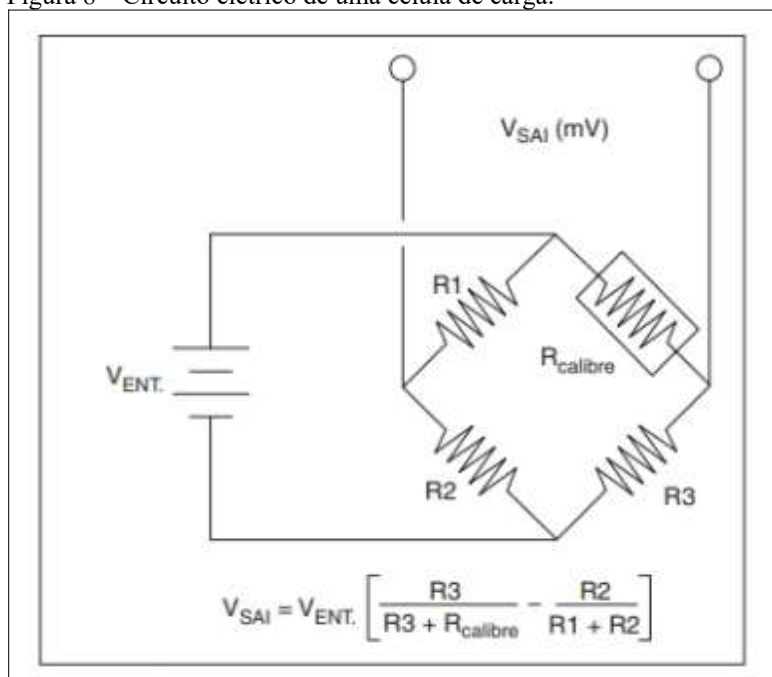 Figura 8 – Circuito elétrico de uma célula de carga.
V_SAI (mV)
R1
R_calibre
V_ENT.
R2
R3
V_SAI = V_ENT. [ R3 / (R3 + R_calibre) – R2 / (R1 + R2) ]